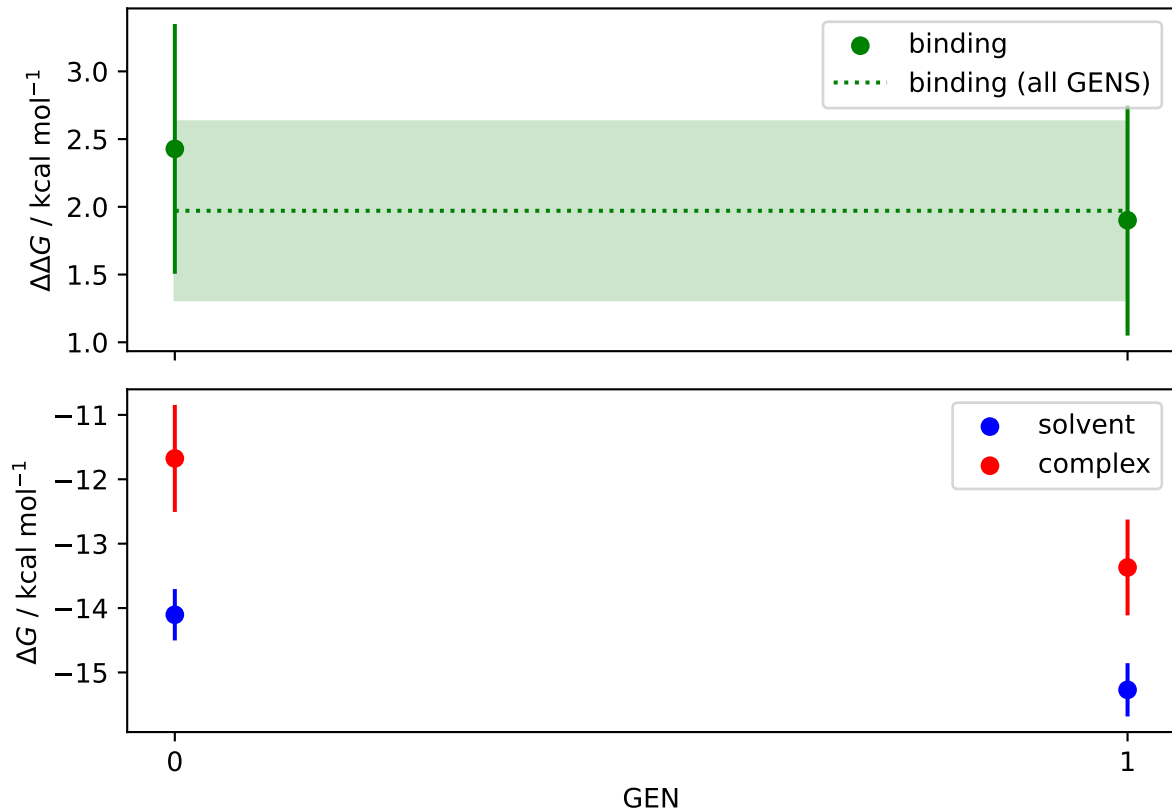 binding
binding (all GENS)
ΔΔG / kcal mol⁻¹
3.0
2.5
2.0
1.5
1.0
solvent
complex
ΔG / kcal mol⁻¹
−11
−12
−13
−14
−15
0
1
GEN